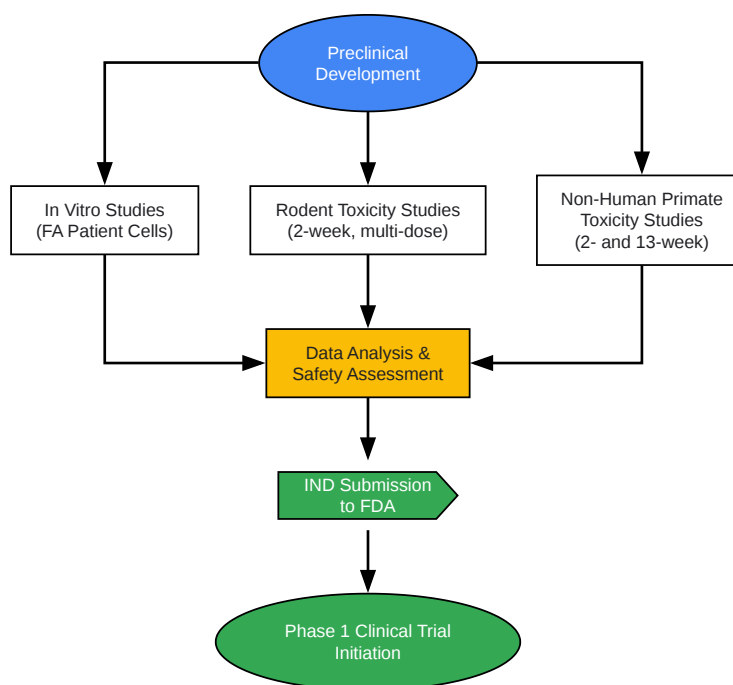 Preclinical
Development
In Vitro Studies
(FA Patient Cells)
Rodent Toxicity Studies
(2-week, multi-dose)
Non-Human Primate
Toxicity Studies
(2- and 13-week)
Data Analysis &
Safety Assessment
IND Submission
to FDA
Phase 1 Clinical Trial
Initiation